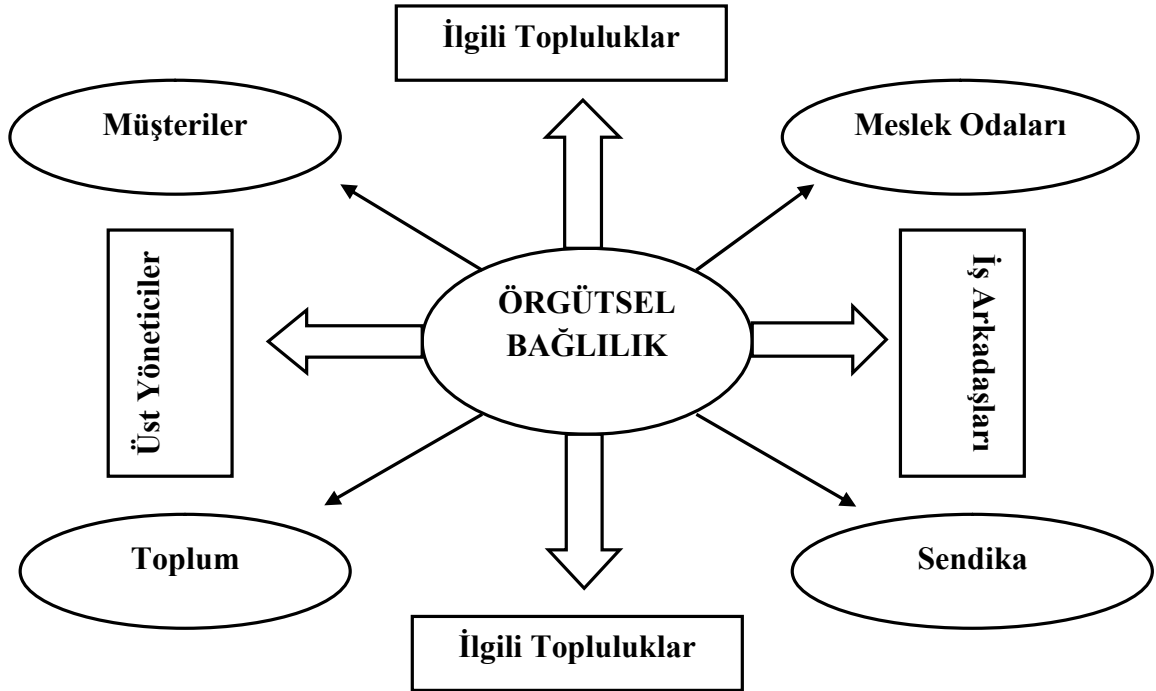 İlgili Topluluklar
Müşteriler
Meslek Odaları
Üst Yöneticiler
ÖRGÜTSEL
BAĞLILIK
İş Arkadaşları
Toplum
Sendika
İlgili Topluluklar